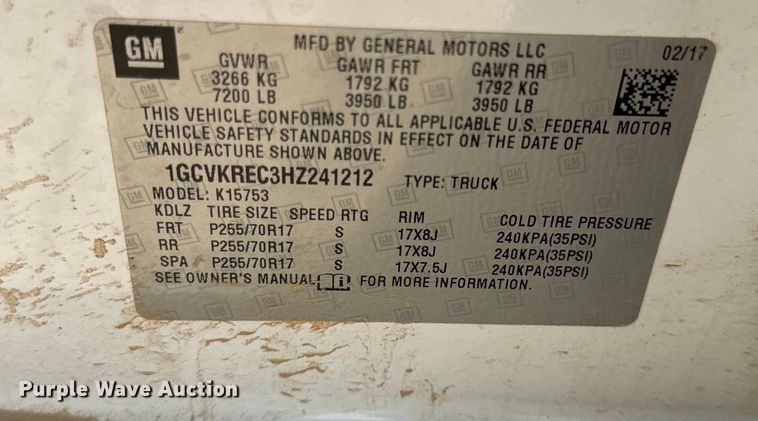 GM
MFD BY GENERAL MOTORS LLC 02/17
GVWR GAWR FRT GAWR RR
3266 KG 1792 KG 1792 KG
7200 LB 3950 LB 3950 LB
THIS VEHICLE CONFORMS TO ALL APPLICABLE U.S. FEDERAL MOTOR
VEHICLE SAFETY STANDARDS IN EFFECT ON THE DATE OF
MANUFACTURE SHOWN ABOVE.
1GCVKREC3HZ241212 TYPE: TRUCK
MODEL: K15753
KDLZ TIRE SIZE SPEED RTG RIM COLD TIRE PRESSURE
FRT P255/70R17 S 17X8J 240KPA(35PSI)
RR P255/70R17 S 17X8J 240KPA(35PSI)
SPA P255/70R17 S 17X7.5J 240KPA(35PSI)
SEE OWNER'S MANUAL FOR MORE INFORMATION.
Purple Wave Auction